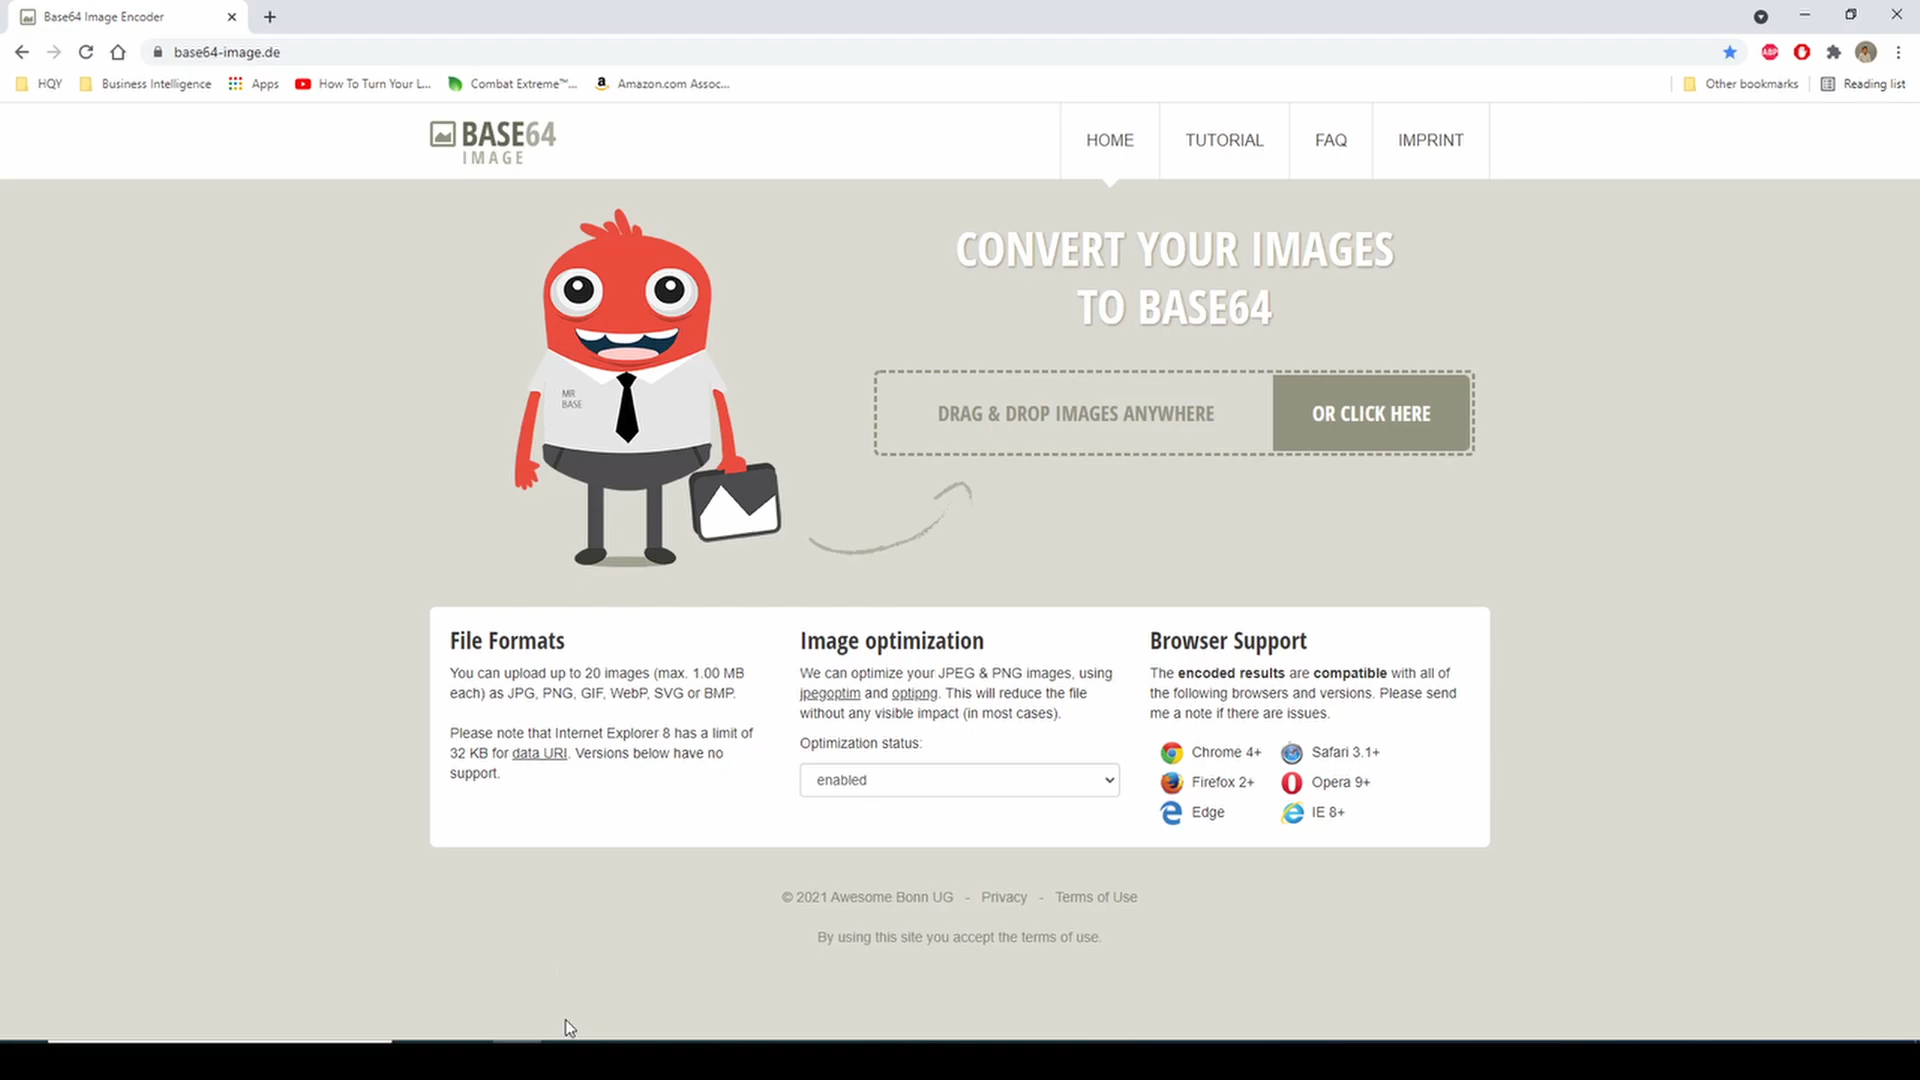 Base64 Image Encoder
base64-image.de
HQY
Business Intelligence
Apps
How To Turn Your L...
Combat Extreme™...
Amazon.com Assoc...
Other bookmarks
Reading list
ABP
BASE64
IMAGE
HOME
TUTORIAL
FAQ
IMPRINT
MR
BASE
CONVERT YOUR IMAGES
TO BASE64
DRAG & DROP IMAGES ANYWHERE
OR CLICK HERE
File Formats
You can upload up to 20 images (max. 1.00 MB
each) as JPG, PNG, GIF, WebP, SVG or BMP.
Please note that Internet Explorer 8 has a limit of
32 KB for data URI. Versions below have no
support.
Image optimization
We can optimize your JPEG & PNG images, using
jpegoptim and optipng. This will reduce the file
without any visible impact (in most cases).
Optimization status:
enabled
Browser Support
The encoded results are compatible with all of
the following browsers and versions. Please send
me a note if there are issues.
Chrome 4+
Safari 3.1+
Firefox 2+
Opera 9+
Edge
IE 8+
© 2021 Awesome Bonn UG - Privacy - Terms of Use
By using this site you accept the terms of use.